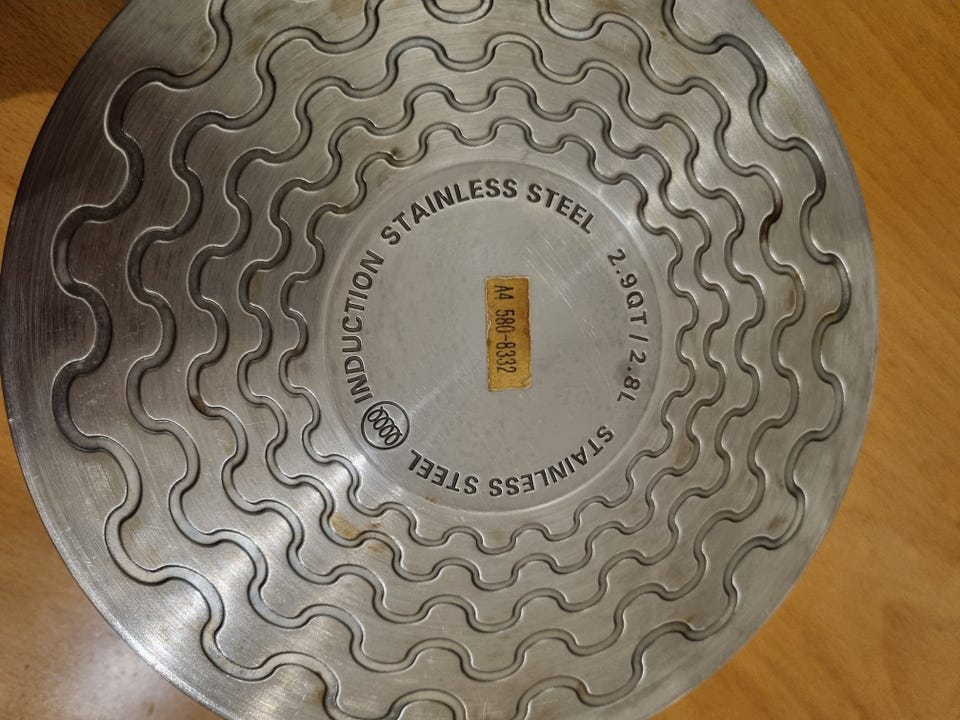 INDUCTION STAINLESS STEEL
2.9QT/2.8L
STAINLESS STEEL
A4 580-8332